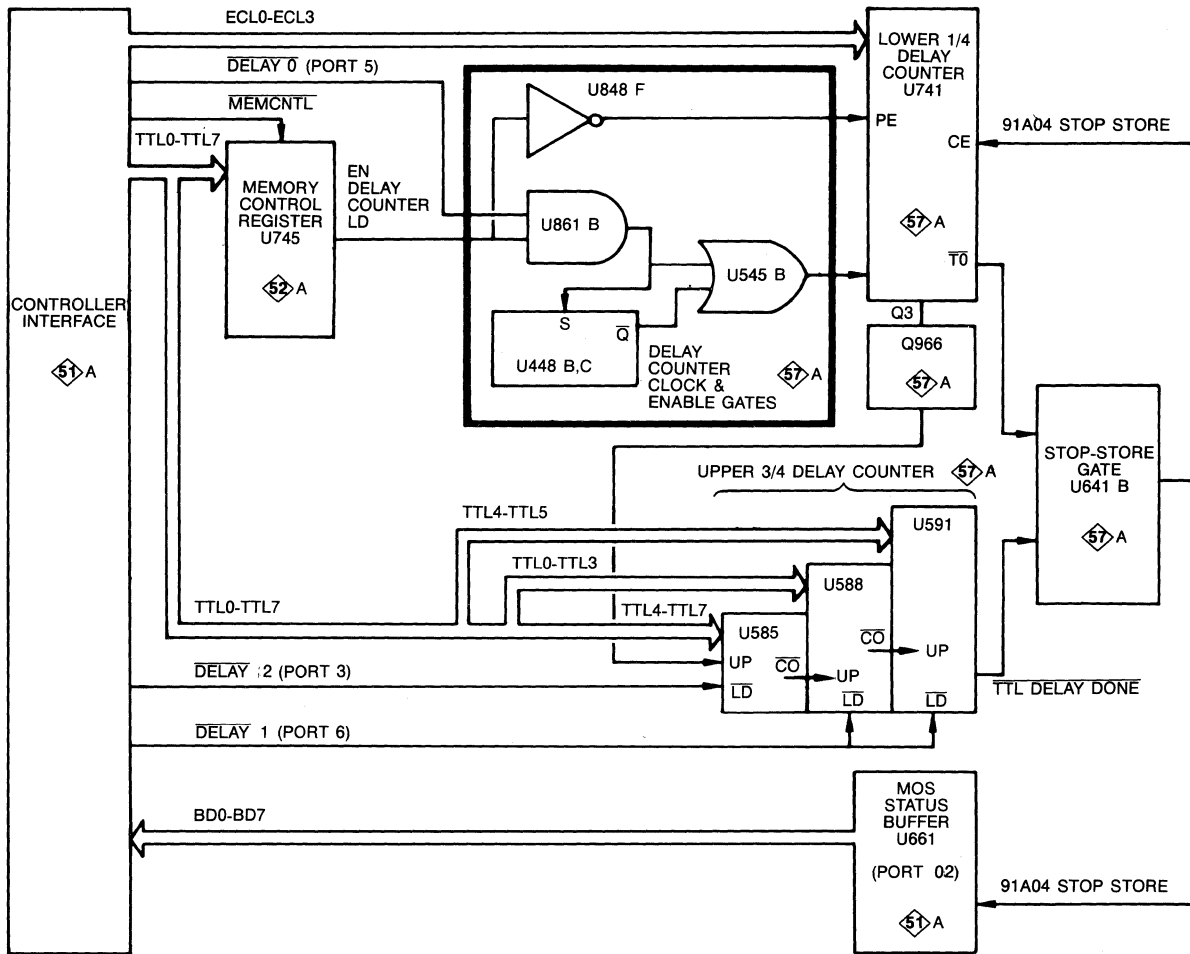 ECL0-ECL3
DELAY 0 (PORT 5)
MEMCNTL
TTL0-TTL7
MEMORY
CONTROL
REGISTER
U745
52 A
EN
DELAY
COUNTER
LD
CONTROLLER
INTERFACE
51 A
U848 F
U861 B
U545 B
S
Q
U448 B,C
DELAY
COUNTER
CLOCK &
ENABLE GATES
57 A
LOWER 1/4
DELAY
COUNTER
U741
PE
CE
57 A
T0
Q3
91A04 STOP STORE
Q966
57 A
STOP-STORE
GATE
U641 B
57 A
UPPER 3/4 DELAY COUNTER 57 A
TTL4-TTL5
TTL0-TTL3
TTL0-TTL7
TTL4-TTL7
U591
U588
U585
UP
CO
LD
UP
CO
LD
UP
LD
DELAY 2 (PORT 3)
TTL DELAY DONE
DELAY 1 (PORT 6)
BD0-BD7
MOS
STATUS
BUFFER
U661
(PORT 02)
51 A
91A04 STOP STORE